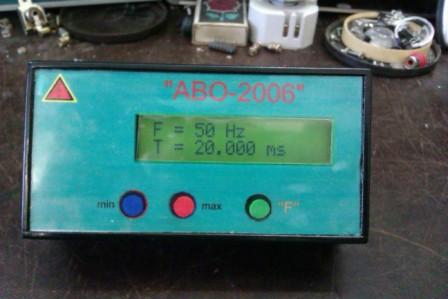 "ABO-2006"
F = 50 Hz
T = 20.000 ms
min max "F"